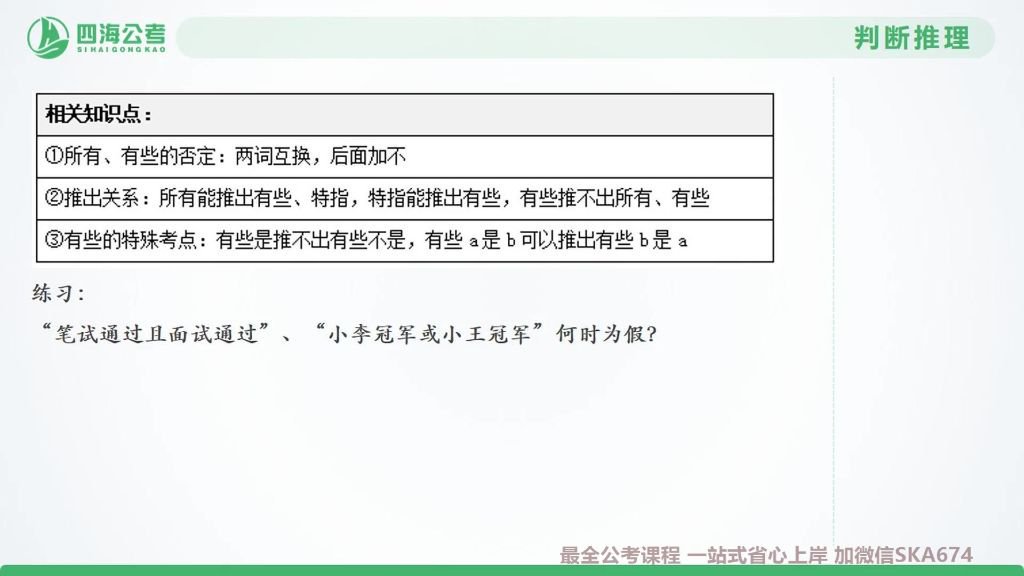 四海公考
SIHAIGONGKAO
判断推理
相关知识点：
①所有、有些的否定：两词互换，后面加不
②推出关系：所有能推出有些、特指，特指能推出有些，有些推不出所有、有些
③有些的特殊考点：有些是推不出有些不是，有些 a 是 b 可以推出有些 b 是 a
练习：
“笔试通过且面试通过”、“小李冠军或小王冠军”何时为假？
最全公考课程 一站式省心上岸 加微信SKA674